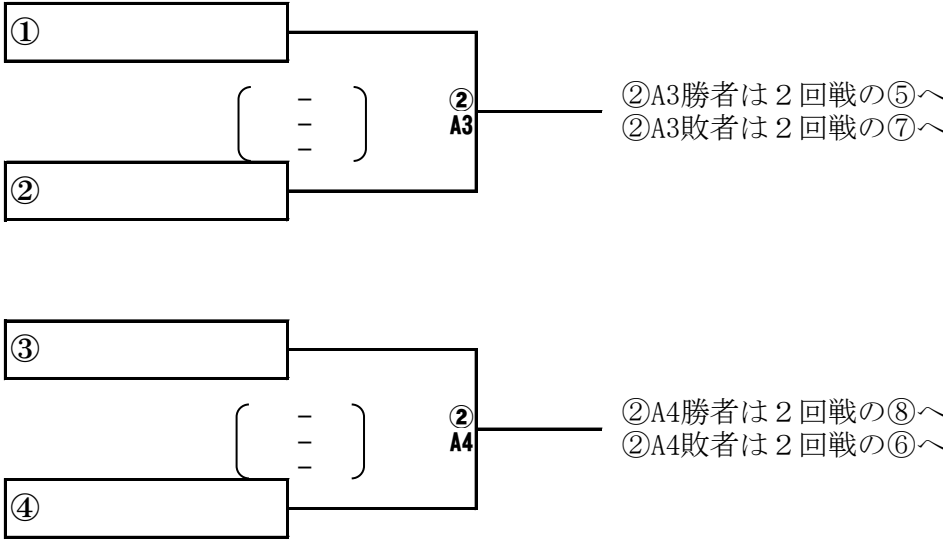 ①
－
－
－
②
A3
②
②A3勝者は２回戦の⑤へ
②A3敗者は２回戦の⑦へ
③
－
－
－
②
A4
④
②A4勝者は２回戦の⑧へ
②A4敗者は２回戦の⑥へ